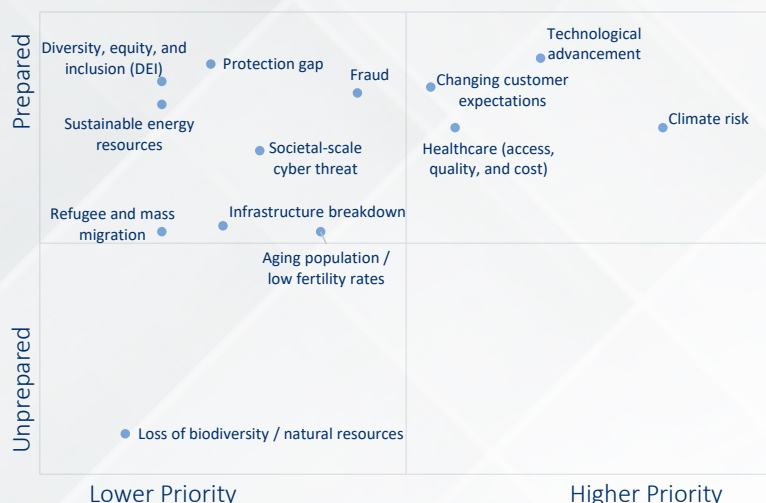 Technological
advancement
Diversity, equity, and
inclusion (DEI)
Protection gap
Fraud
Changing customer
expectations
Prepared
Sustainable energy
resources
Climate risk
Societal-scale
cyber threat
Healthcare (access,
quality, and cost)
Refugee and mass
migration
Infrastructure breakdown
Aging population /
low fertility rates
Unprepared
Loss of biodiversity / natural resources
Lower Priority
Higher Priority